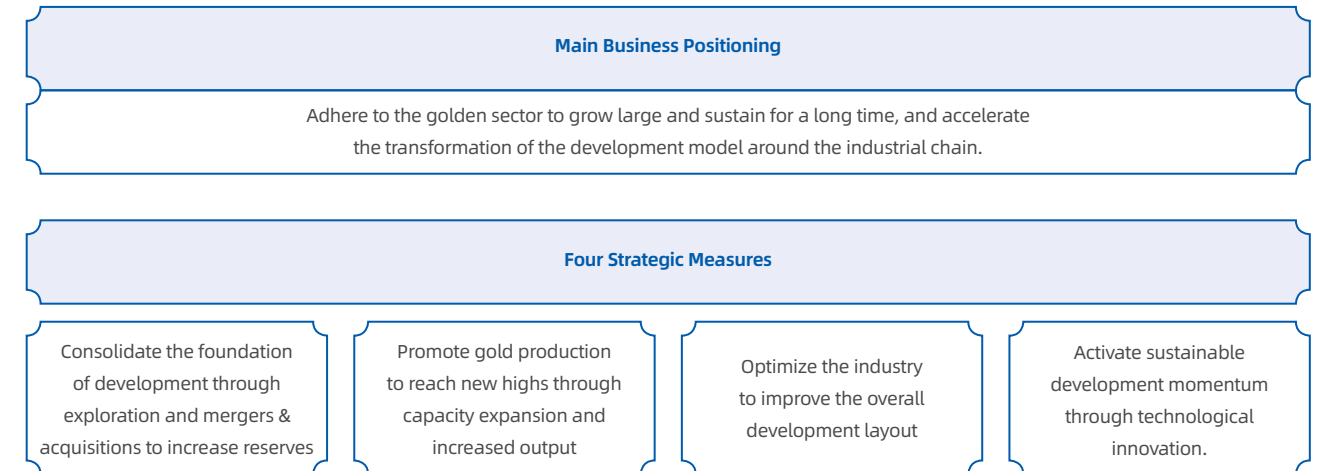 Main Business Positioning
Adhere to the golden sector to grow large and sustain for a long time, and accelerate
the transformation of the development model around the industrial chain.
Four Strategic Measures
Consolidate the foundation
of development through
exploration and mergers &
acquisitions to increase reserves
Promote gold production
to reach new highs through
capacity expansion and
increased output
Optimize the industry
to improve the overall
development layout
Activate sustainable
development momentum
through technological
innovation.